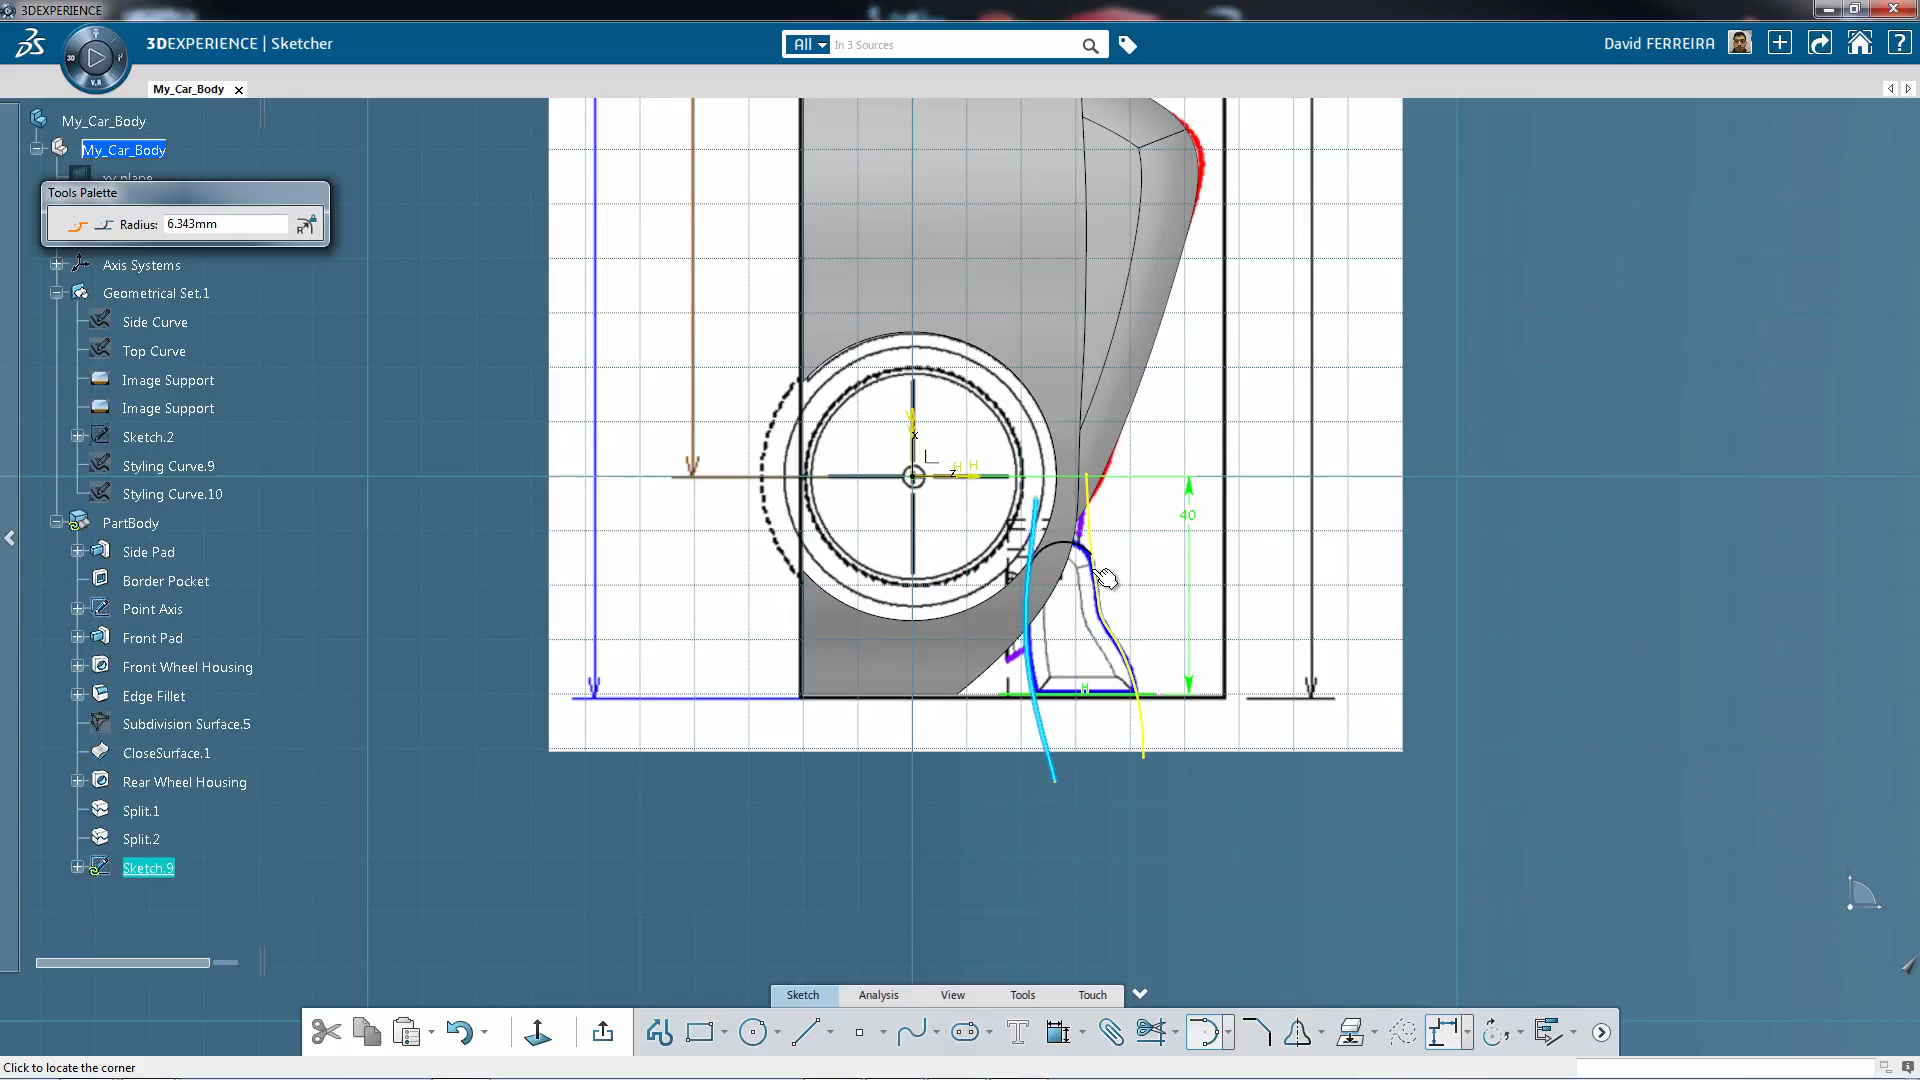 3DEXPERIENCE
3DEXPERIENCE | Sketcher
All
In 3 Sources
David FERREIRA
My_Car_Body
My_Car_Body
My_Car_Body
xy plane
Tools Palette
Radius: 6.343mm
Axis Systems
Geometrical Set.1
Side Curve
Top Curve
Image Support
Image Support
Sketch.2
Styling Curve.9
Styling Curve.10
PartBody
Side Pad
Border Pocket
Point Axis
Front Pad
Front Wheel Housing
Edge Fillet
Subdivision Surface.5
CloseSurface.1
Rear Wheel Housing
Split.1
Split.2
Sketch.9
V
x
H H
z
40
H
Sketch
Analysis
View
Tools
Touch
Click to locate the corner